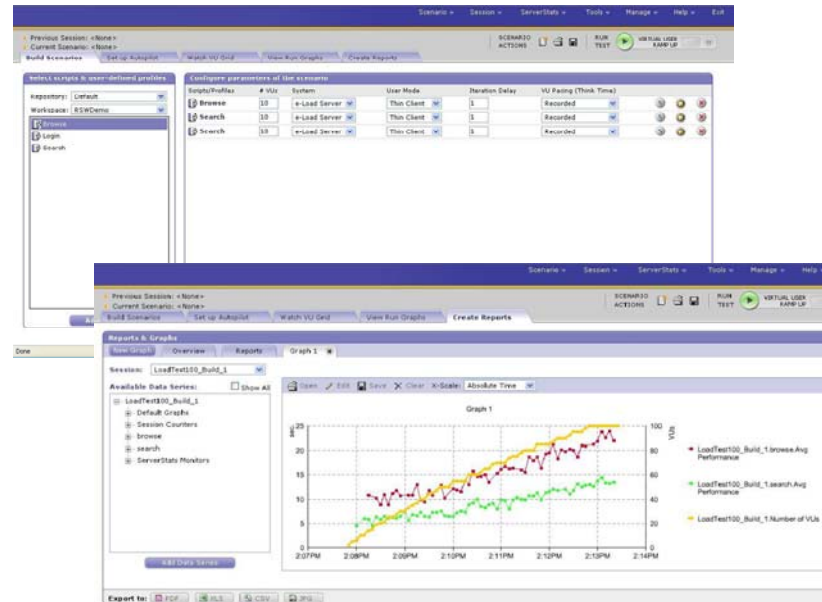 Scenario Session ServerStats Tools Manage Help Exit
Previous Session: <None>
Current Scenario: <None>
SCENARIO ACTIONS
RUN TEST
VIRTUAL USER RAMP UP
Build Scenarios Set up Autopilot Watch VU Grid View Run Graphs Create Reports
Select scripts & user-defined profiles
Configure parameters of the scenario
Repository: Default
Workspace: RSWDemo
Browse
Login
Search
Scripts/Profiles # VUs System User Mode Iteration Delay VU Pacing (Think Time)
Browse 10 e-Load Server Thin Client 1 Recorded
Search 10 e-Load Server Thin Client 1 Recorded
Search 10 e-Load Server Thin Client 1 Recorded
Done
Scenario Session ServerStats Tools Manage Help
Previous Session: <None>
Current Scenario: <None>
SCENARIO ACTIONS
RUN TEST
VIRTUAL USER RAMP UP
Build Scenarios Set up Autopilot Watch VU Grid View Run Graphs Create Reports
Reports & Graphs
New Graph Overview Reports Graph 1
Session: LoadTest100_Build_1
Available Data Series: Show All
LoadTest100_Build_1
Default Graphs
Session Counters
browse
search
ServerStats Monitors
Add Data Series
Open Edit Save Clear X-Scale: Absolute Time
Graph 1
sec.
25
20
15
10
5
0
VUs
100
80
60
40
20
0
2:07PM 2:08PM 2:09PM 2:10PM 2:11PM 2:12PM 2:13PM 2:14PM
LoadTest100_Build_1.browse.Avg
Performance
LoadTest100_Build_1.search.Avg
Performance
LoadTest100_Build_1.Number of VUs
Export to: PDF XLS CSV JPG